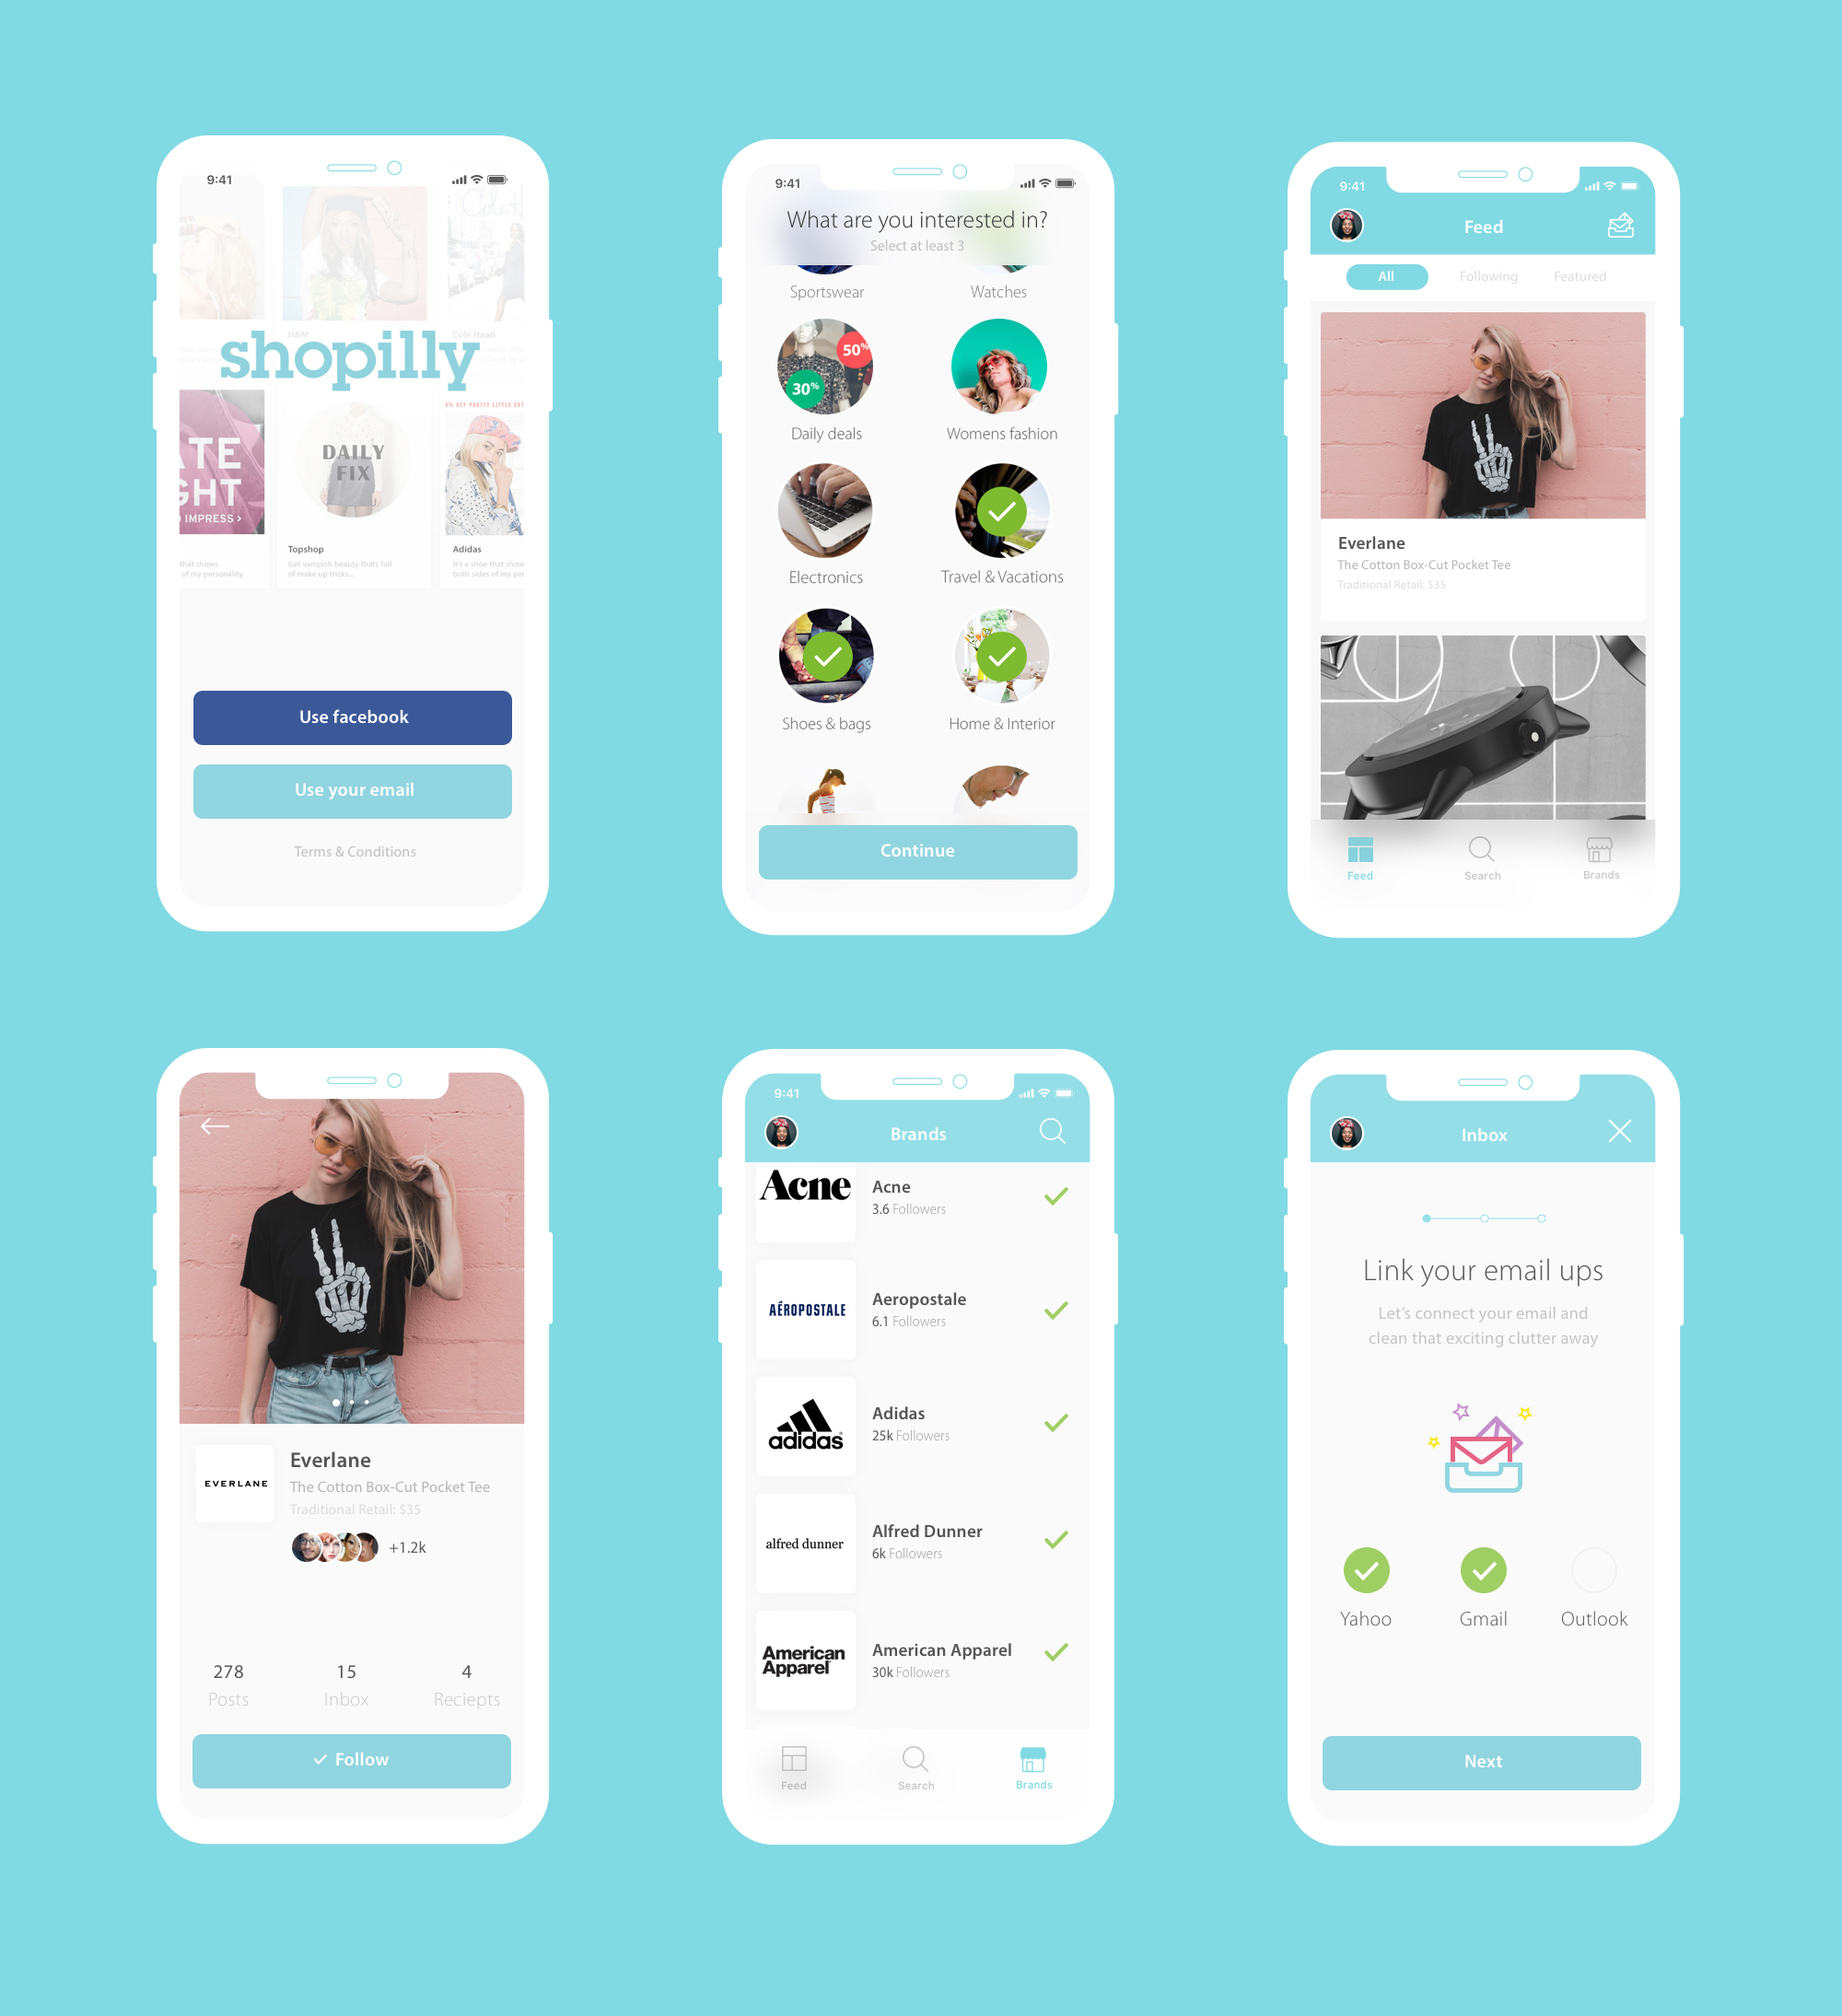 9:41
Cole H
H&M
Cole Haan
shopilly
ATE
GHT
IMPRESS >
DAILY
FIX
% OFF PRETTY LITTLE
that shows
of my personality.
Topshop
Get vampish beauty thats full
of make up tricks...
Adidas
It's a shoe that show
both sides of my per
Use facebook
Use your email
Terms & Conditions
9:41
What are you interested in?
Select at least 3
Sportswear
Watches
50%
30%
Daily deals
Womens fashion
Electronics
Travel & Vacations
Shoes & bags
Home & Interior
Continue
9:41
Feed
All
Following
Featured
Everlane
The Cotton Box-Cut Pocket Tee
Traditional Retail: $35
Feed
Search
Brands
EVERLANE
Everlane
The Cotton Box-Cut Pocket Tee
Traditional Retail: $35
+1.2k
278
15
4
Posts
Inbox
Reciepts
Follow
9:41
Brands
Acne
Acne
3.6 Followers
AÉROPOSTALE
Aeropostale
6.1 Followers
adidas
Adidas
25k Followers
alfred dunner
Alfred Dunner
6k Followers
American
Apparel
American Apparel
30k Followers
Feed
Search
Brands
Inbox
Link your email ups
Let's connect your email and
clean that exciting clutter away
Yahoo
Gmail
Outlook
Next